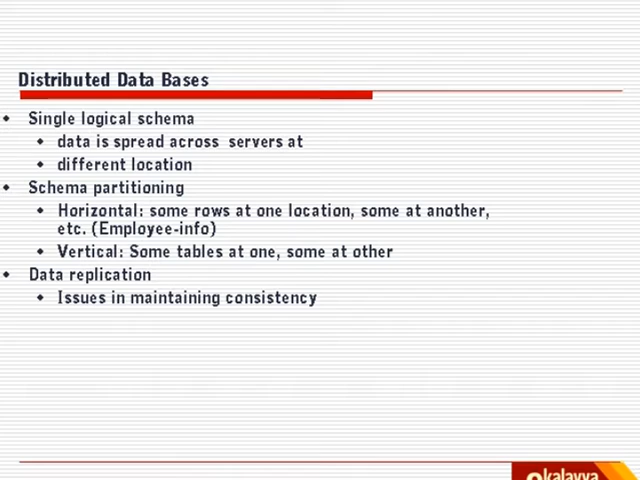 Distributed Data Bases
Single logical schema
data is spread across servers at
different location
Schema partitioning
Horizontal: some rows at one location, some at another,
etc. (Employee-info)
Vertical: Some tables at one, some at other
Data replication
Issues in maintaining consistency